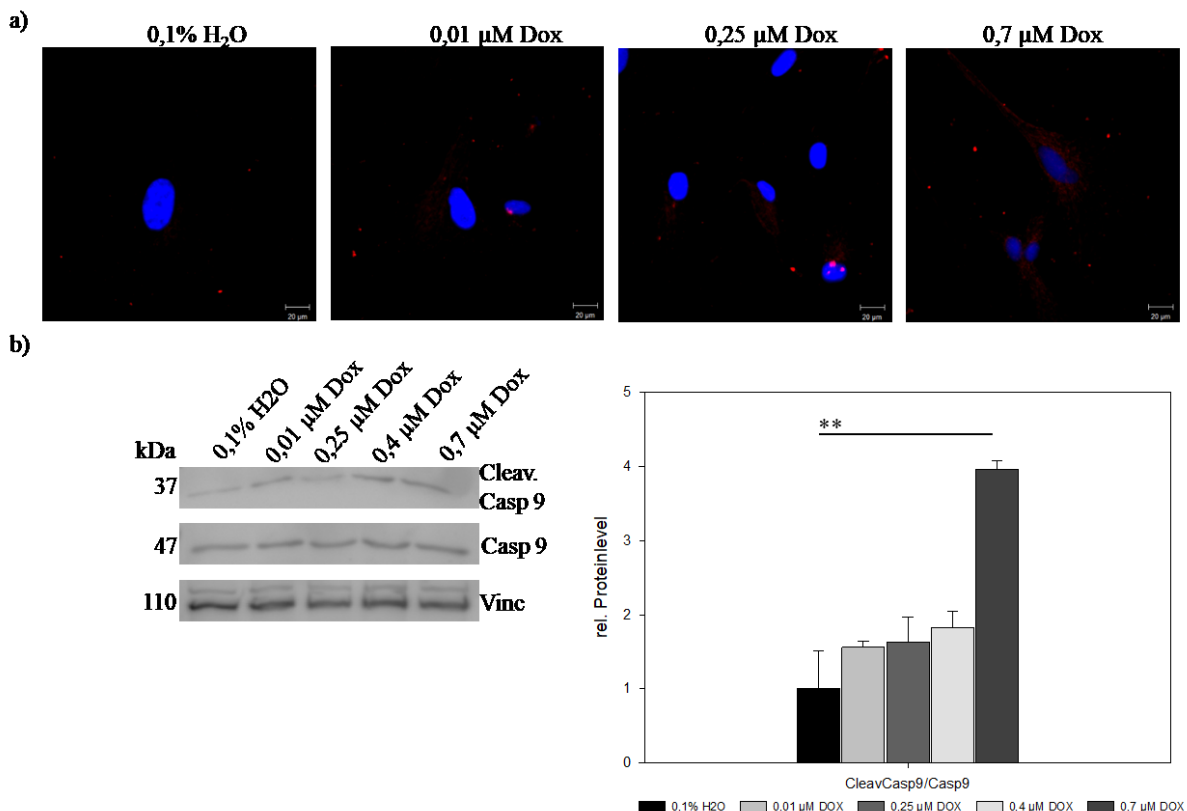 a)
0,1% H₂O 0,01 µM Dox 0,25 µM Dox 0,7 µM Dox
20 µm 20 µm 20 µm 20 µm
b)
0,1% H2O 0,01 µM Dox 0,25 µM Dox 0,4 µM Dox 0,7 µM Dox
kDa
37 Cleav.
Casp 9
47 Casp 9
110 Vinc
5
**
4
3
2
1
0
rel. Proteinlevel
CleavCasp9/Casp9
0,1% H2O 0,01 µM DOX 0,25 µM DOX 0,4 µM DOX 0,7 µM DOX